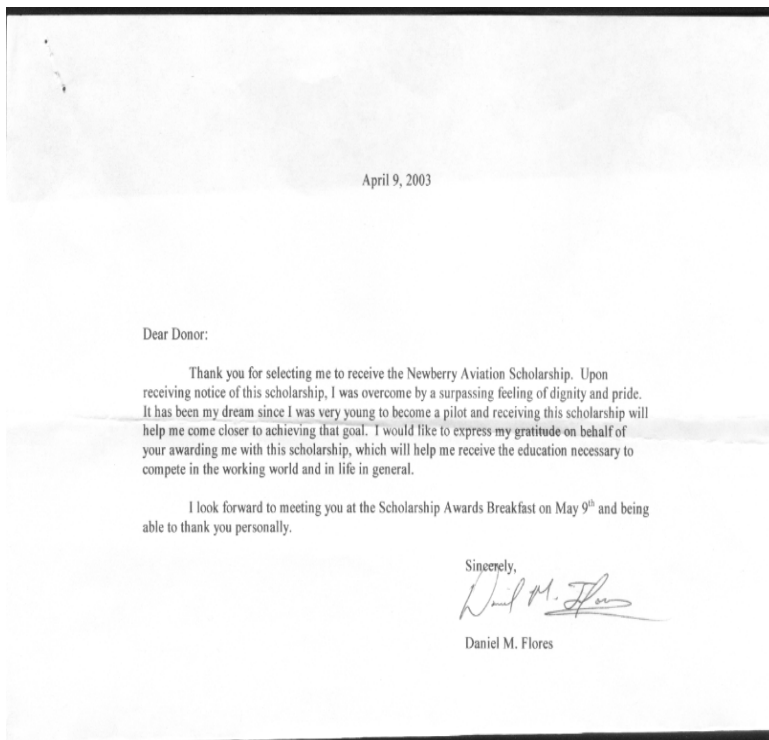 April 9, 2003
Dear Donor:
Thank you for selecting me to receive the Newberry Aviation Scholarship. Upon
receiving notice of this scholarship, I was overcome by a surpassing feeling of dignity and pride.
It has been my dream since I was very young to become a pilot and receiving this scholarship will
help me come closer to achieving that goal. I would like to express my gratitude on behalf of
your awarding me with this scholarship, which will help me receive the education necessary to
compete in the working world and in life in general.
I look forward to meeting you at the Scholarship Awards Breakfast on May 9th and being
able to thank you personally.
Sincerely,
Daniel M. Flores
Daniel M. Flores